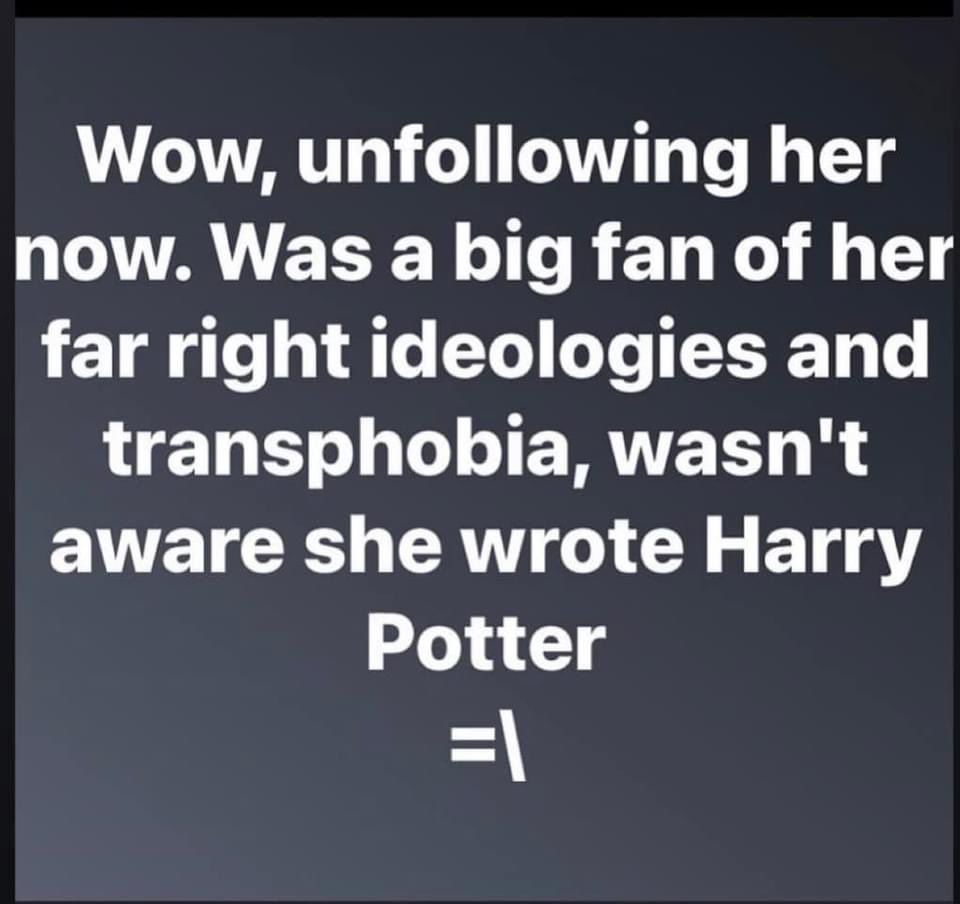 Wow, unfollowing her
now. Was a big fan of her
far right ideologies and
transphobia, wasn't
aware she wrote Harry
Potter
=\